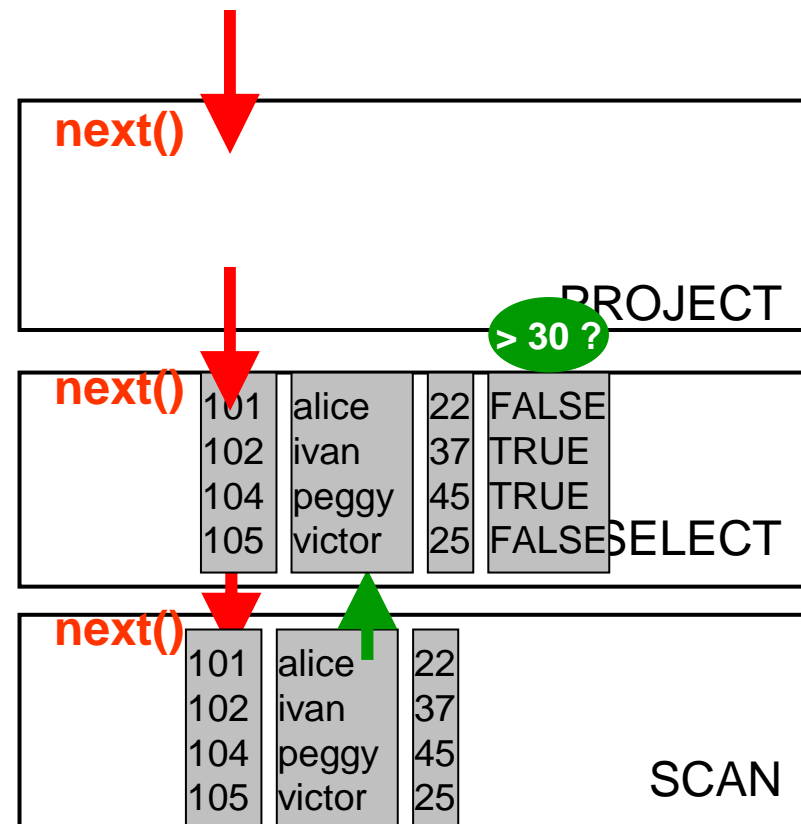 next()
PROJECT
> 30 ?
next()
101 alice 22 FALSE
102 ivan 37 TRUE
104 peggy 45 TRUE
105 victor 25 FALSE
SELECT
next()
101 alice 22
102 ivan 37
104 peggy 45
105 victor 25
SCAN